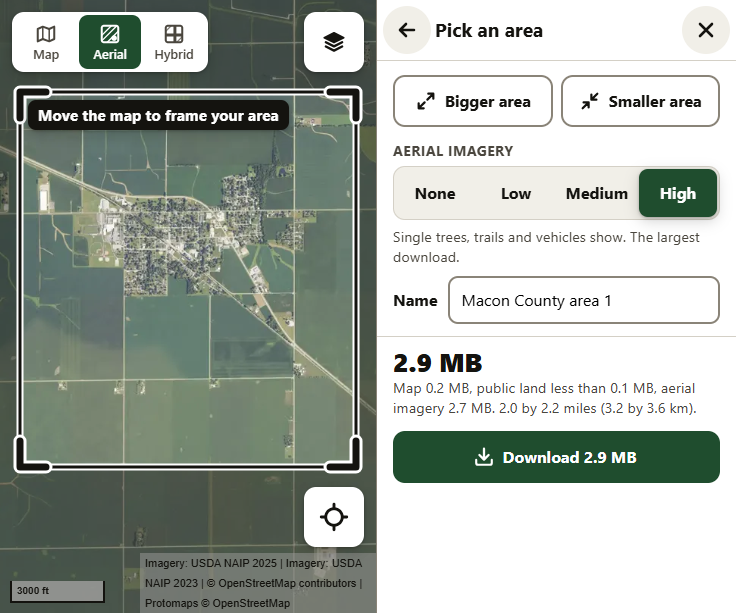 Map
Aerial
Hybrid
Move the map to frame your area
3000 ft
Imagery: USDA NAIP 2025 | Imagery: USDA
NAIP 2023 | © OpenStreetMap contributors |
Protomaps © OpenStreetMap
Pick an area
Bigger area
Smaller area
AERIAL IMAGERY
None
Low
Medium
High
Single trees, trails and vehicles show. The largest
download.
Name
Macon County area 1
2.9 MB
Map 0.2 MB, public land less than 0.1 MB, aerial
imagery 2.7 MB. 2.0 by 2.2 miles (3.2 by 3.6 km).
Download 2.9 MB